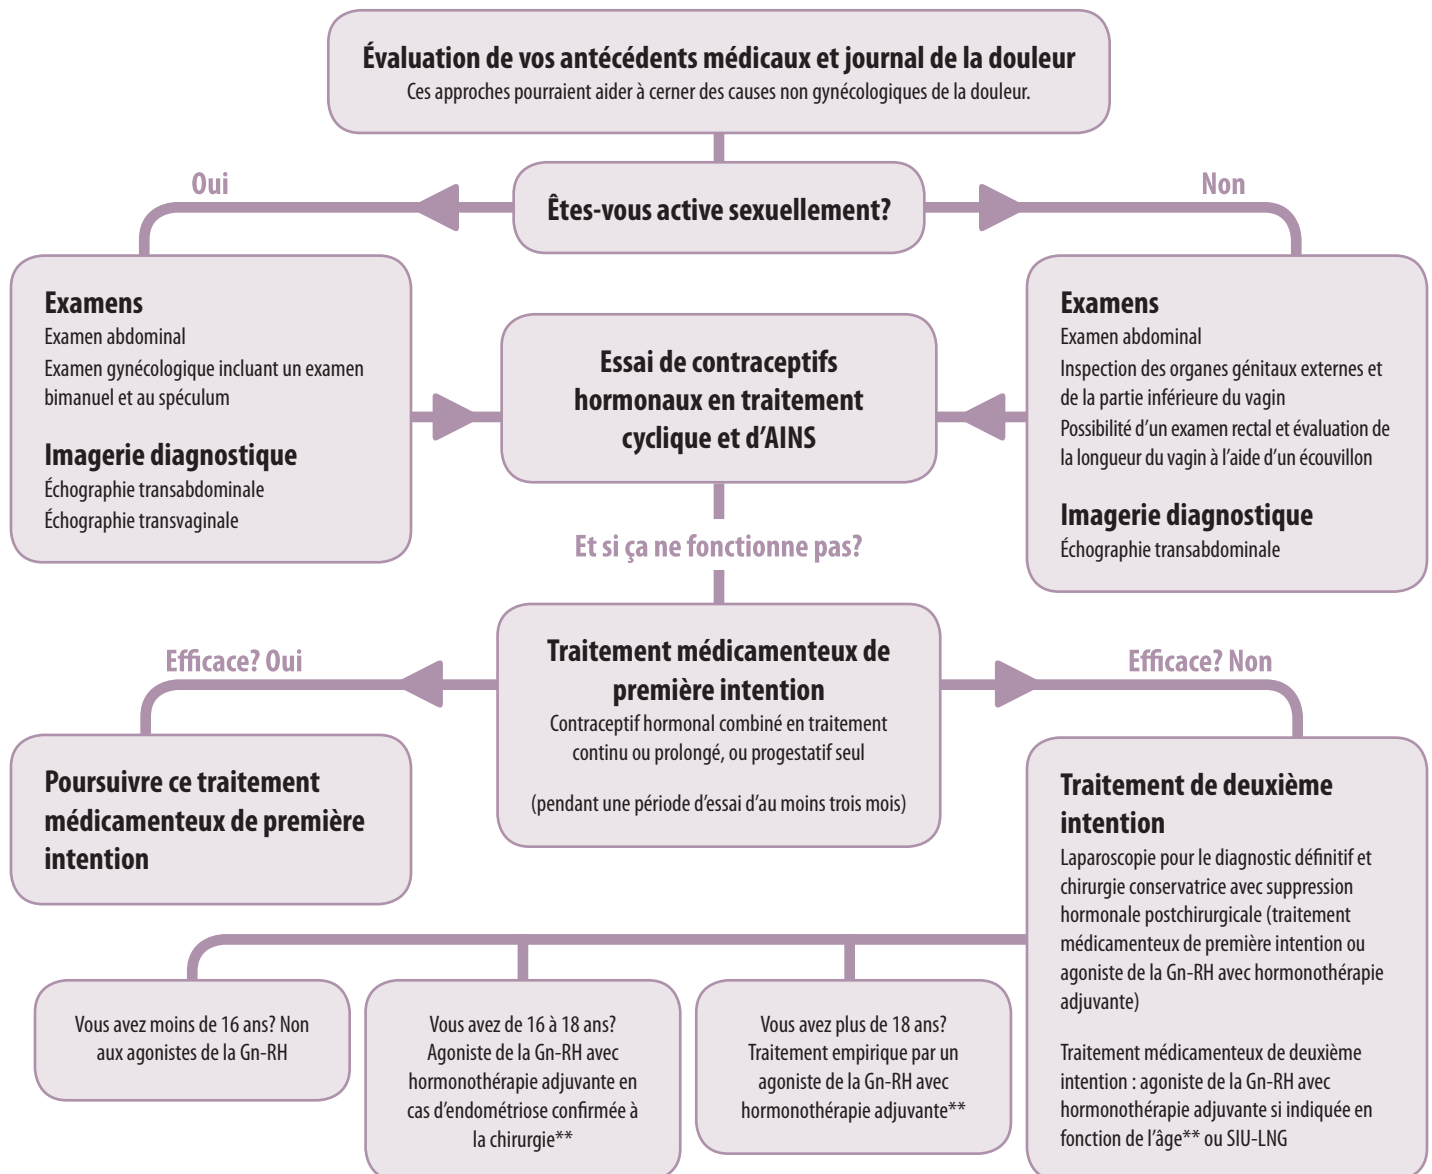 Évaluation de vos antécédents médicaux et journal de la douleur
Ces approches pourraient aider à cerner des causes non gynécologiques de la douleur.
Oui
Non
Êtes-vous active sexuellement?
Examens
Examen abdominal
Examen gynécologique incluant un examen
bimanuel et au spéculum
Imagerie diagnostique
Échographie transabdominale
Échographie transvaginale
Essai de contraceptifs
hormonaux en traitement
cyclique et d'AINS
Examens
Examen abdominal
Inspection des organes génitaux externes et
de la partie inférieure du vagin
Possibilité d'un examen rectal et évaluation de
la longueur du vagin à l'aide d'un écouvillon
Imagerie diagnostique
Échographie transabdominale
Et si ça ne fonctionne pas?
Traitement médicamenteux de
première intention
Contraceptif hormonal combiné en traitement
continu ou prolongé, ou progestatif seul
(pendant une période d'essai d'au moins trois mois)
Efficace? Oui
Efficace? Non
Poursuivre ce traitement
médicamenteux de première
intention
Traitement de deuxième
intention
Laparoscopie pour le diagnostic définitif et
chirurgie conservatrice avec suppression
hormonale postchirurgicale (traitement
médicamenteux de première intention ou
agoniste de la Gn-RH avec hormonothérapie
adjuvante)
Traitement médicamenteux de deuxième
intention : agoniste de la Gn-RH avec
hormonothérapie adjuvante si indiquée en
fonction de l'âge** ou SIU-LNG
Vous avez moins de 16 ans? Non
aux agonistes de la Gn-RH
Vous avez de 16 à 18 ans?
Agoniste de la Gn-RH avec
hormonothérapie adjuvante en
cas d'endométriose confirmée à
la chirurgie**
Vous avez plus de 18 ans?
Traitement empirique par un
agoniste de la Gn-RH avec
hormonothérapie adjuvante**